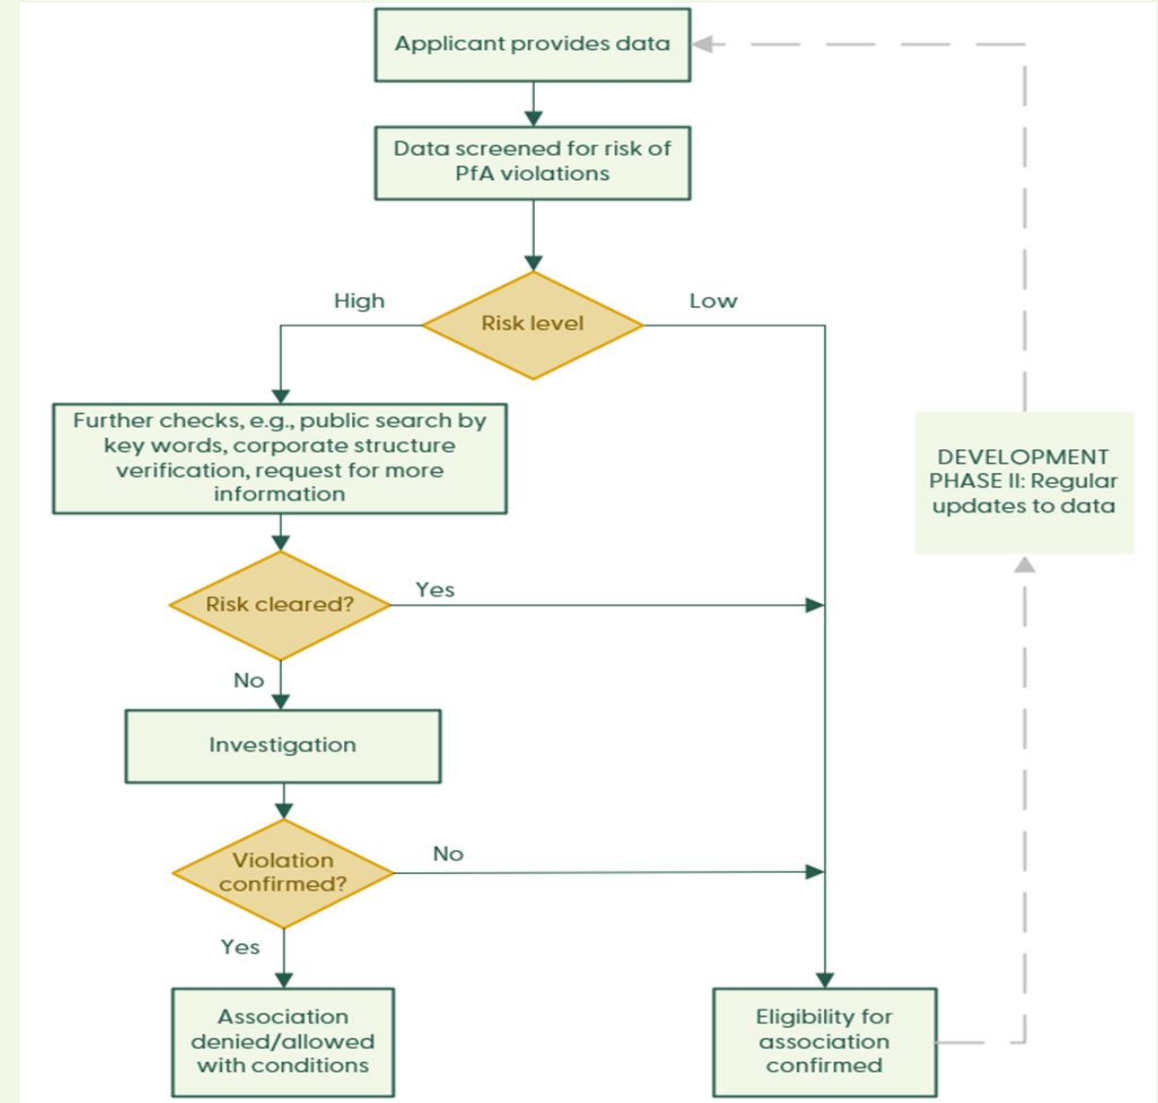 Applicant provides data
Data screened for risk of
PfA violations
High
Risk level
Low
Further checks, e.g., public search by
key words, corporate structure
verification, request for more
information
DEVELOPMENT
PHASE II: Regular
updates to data
Risk cleared?
Yes
No
Investigation
Violation
confirmed?
No
Yes
Association
denied/allowed
with conditions
Eligibility for
association
confirmed